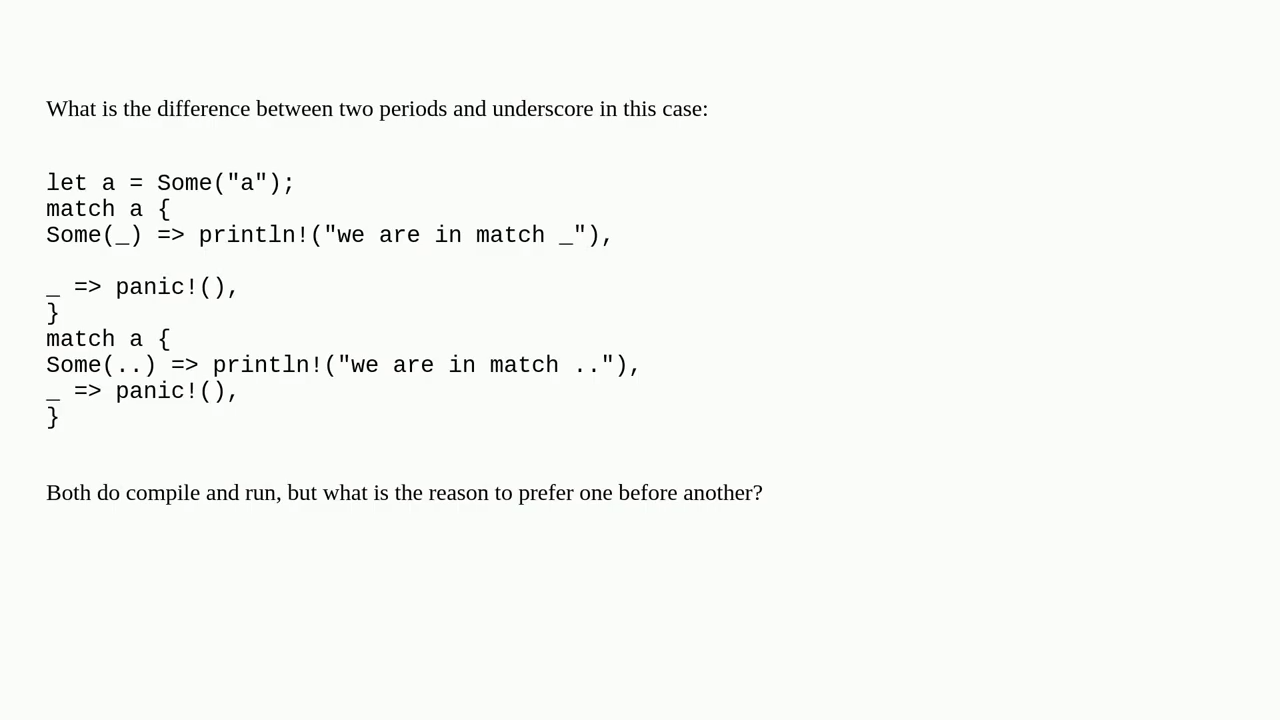 What is the difference between two periods and underscore in this case:
let a = Some("a");
match a {
Some(_) => println!("we are in match _"),
_ => panic!(),
}
match a {
Some(..) => println!("we are in match .."),
_ => panic!(),
}
Both do compile and run, but what is the reason to prefer one before another?